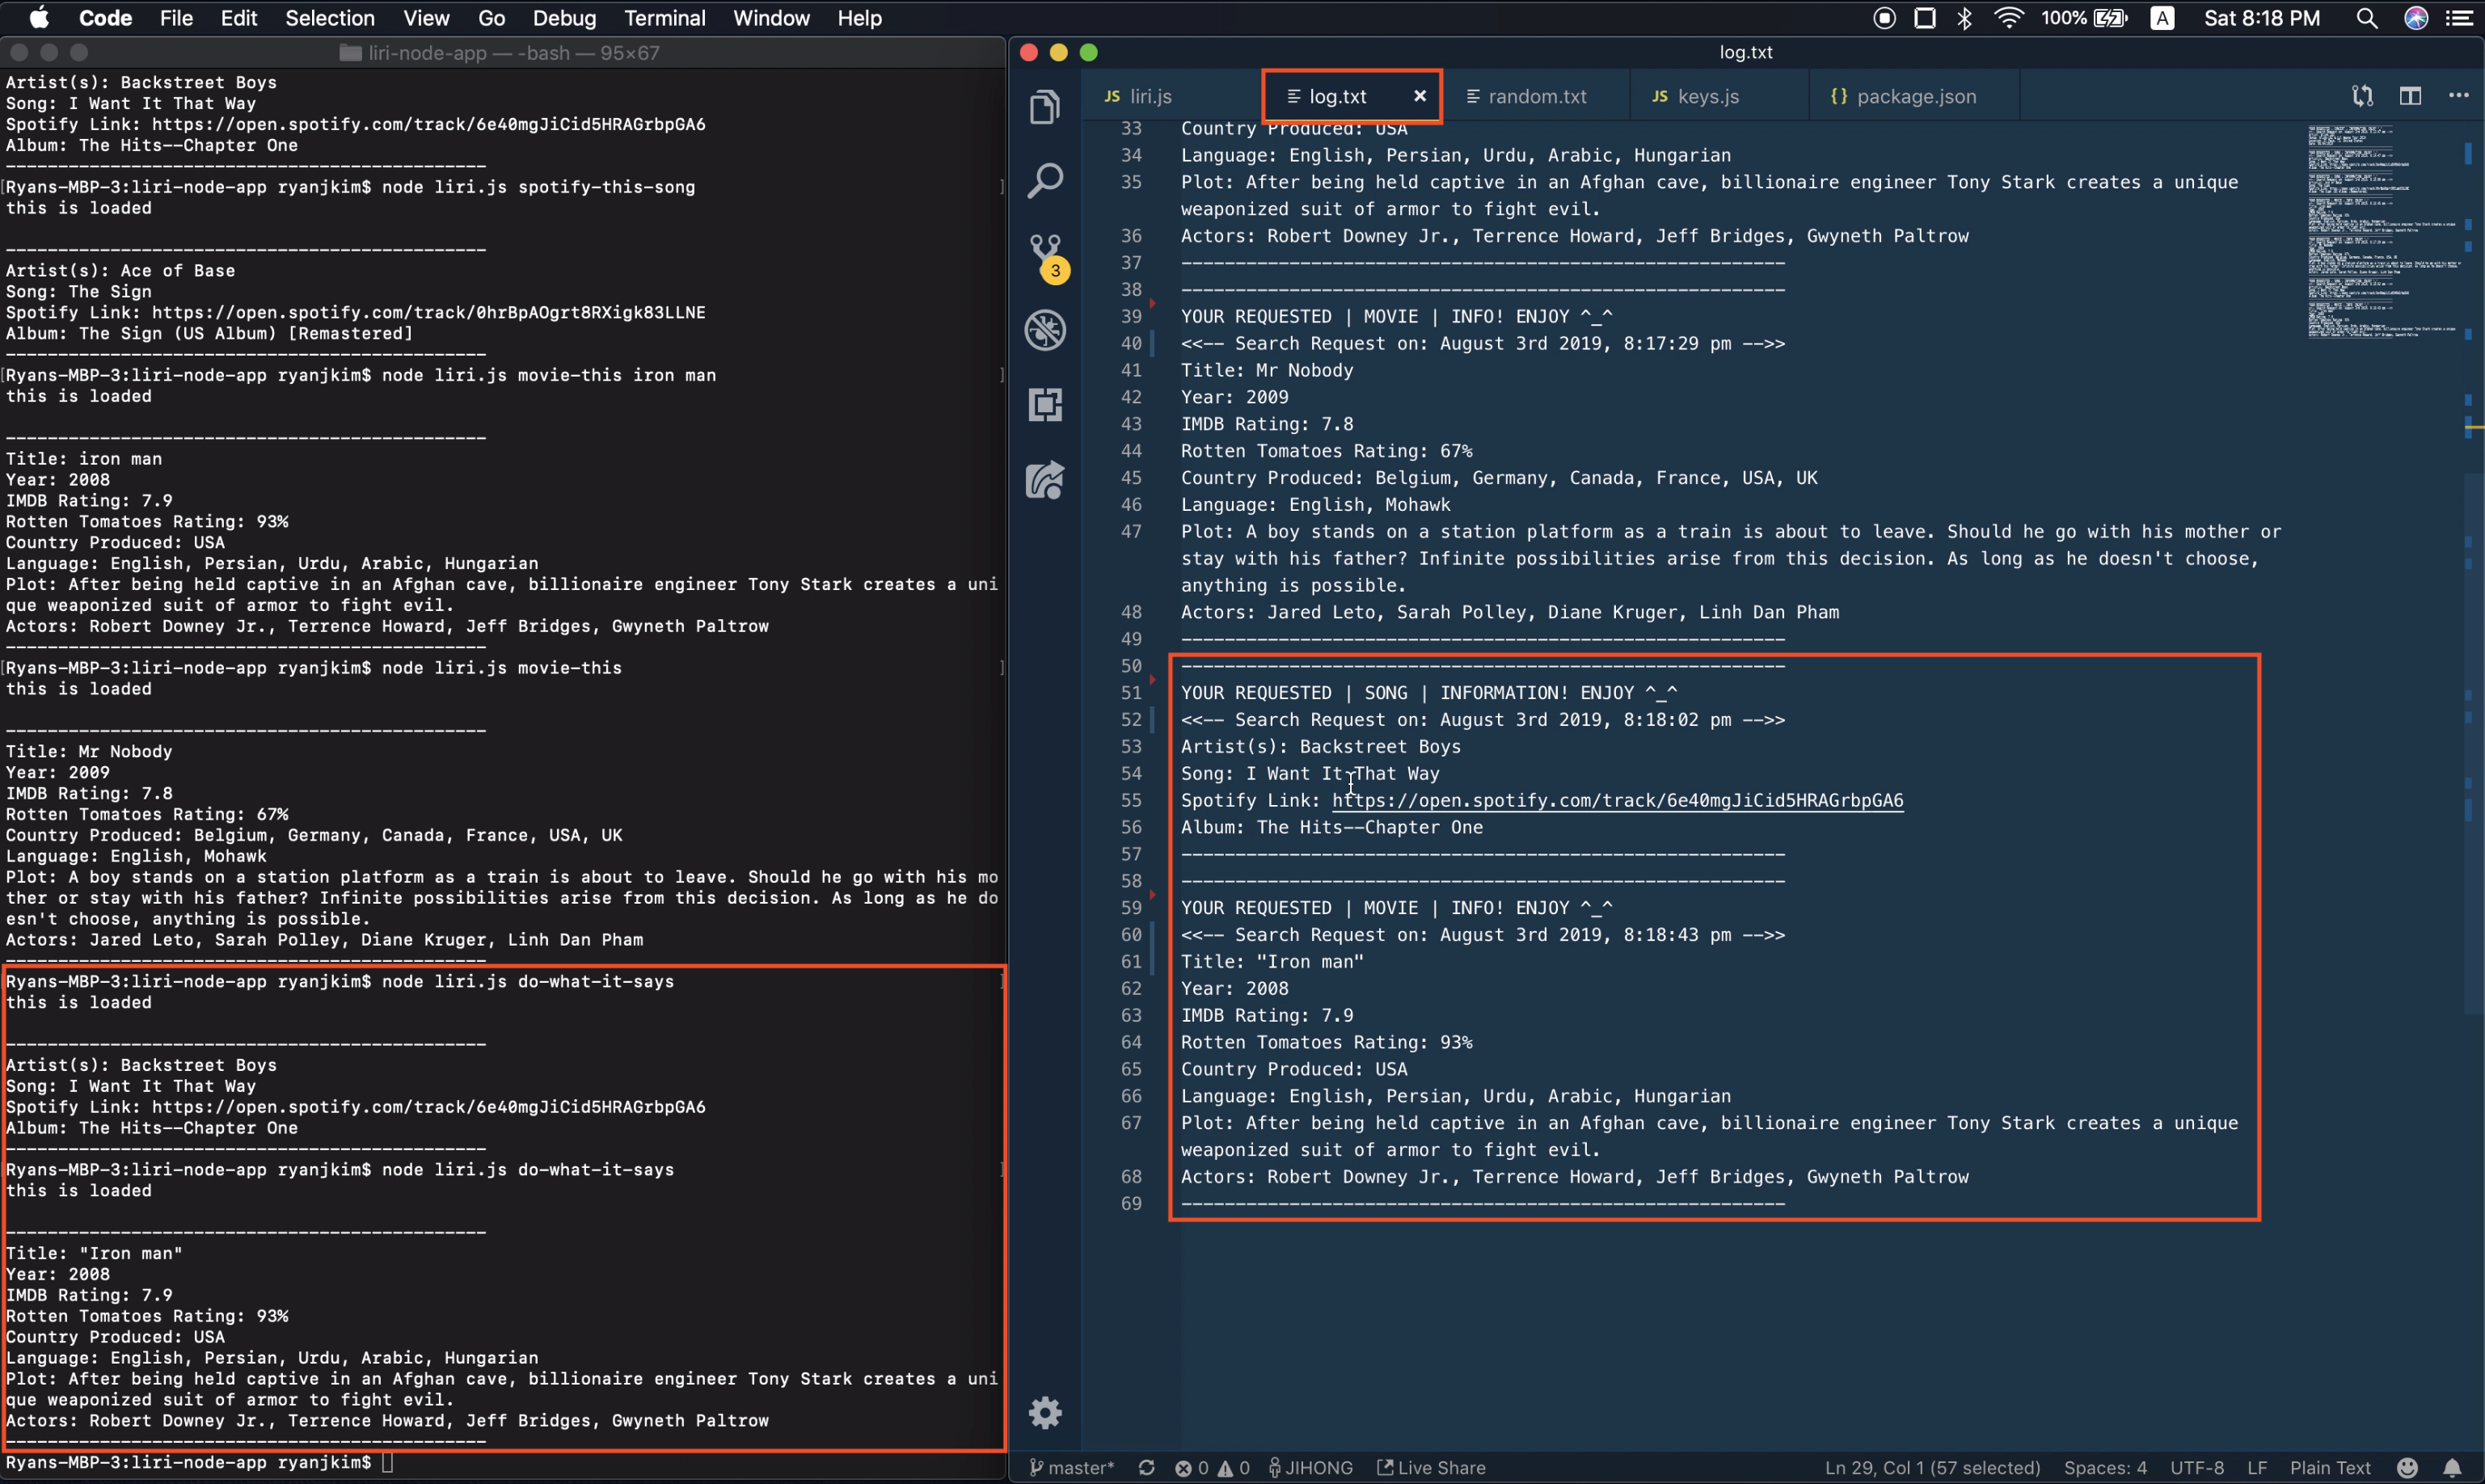 Code File Edit Selection View Go Debug Terminal Window Help
100% A Sat 8:18 PM
liri-node-app — -bash — 95×67
Artist(s): Backstreet Boys
Song: I Want It That Way
Spotify Link: https://open.spotify.com/track/6e40mgJiCid5HRAGrbpGA6
Album: The Hits--Chapter One
----------------------------------------------
[Ryans-MBP-3:liri-node-app ryanjkim$ node liri.js spotify-this-song ]
this is loaded
----------------------------------------------
Artist(s): Ace of Base
Song: The Sign
Spotify Link: https://open.spotify.com/track/0hrBpAOgrt8RXigk83LLNE
Album: The Sign (US Album) [Remastered]
----------------------------------------------
[Ryans-MBP-3:liri-node-app ryanjkim$ node liri.js movie-this iron man ]
this is loaded
----------------------------------------------
Title: iron man
Year: 2008
IMDB Rating: 7.9
Rotten Tomatoes Rating: 93%
Country Produced: USA
Language: English, Persian, Urdu, Arabic, Hungarian
Plot: After being held captive in an Afghan cave, billionaire engineer Tony Stark creates a uni
que weaponized suit of armor to fight evil.
Actors: Robert Downey Jr., Terrence Howard, Jeff Bridges, Gwyneth Paltrow
----------------------------------------------
[Ryans-MBP-3:liri-node-app ryanjkim$ node liri.js movie-this ]
this is loaded
----------------------------------------------
Title: Mr Nobody
Year: 2009
IMDB Rating: 7.8
Rotten Tomatoes Rating: 67%
Country Produced: Belgium, Germany, Canada, France, USA, UK
Language: English, Mohawk
Plot: A boy stands on a station platform as a train is about to leave. Should he go with his mo
ther or stay with his father? Infinite possibilities arise from this decision. As long as he do
esn't choose, anything is possible.
Actors: Jared Leto, Sarah Polley, Diane Kruger, Linh Dan Pham
----------------------------------------------
Ryans-MBP-3:liri-node-app ryanjkim$ node liri.js do-what-it-says ]
this is loaded
----------------------------------------------
Artist(s): Backstreet Boys
Song: I Want It That Way
Spotify Link: https://open.spotify.com/track/6e40mgJiCid5HRAGrbpGA6
Album: The Hits--Chapter One
----------------------------------------------
Ryans-MBP-3:liri-node-app ryanjkim$ node liri.js do-what-it-says ]
this is loaded
----------------------------------------------
Title: "Iron man"
Year: 2008
IMDB Rating: 7.9
Rotten Tomatoes Rating: 93%
Country Produced: USA
Language: English, Persian, Urdu, Arabic, Hungarian
Plot: After being held captive in an Afghan cave, billionaire engineer Tony Stark creates a uni
que weaponized suit of armor to fight evil.
Actors: Robert Downey Jr., Terrence Howard, Jeff Bridges, Gwyneth Paltrow
----------------------------------------------
Ryans-MBP-3:liri-node-app ryanjkim$
log.txt
JS liri.js log.txt × random.txt JS keys.js {} package.json
3
33 Country Produced: USA
34 Language: English, Persian, Urdu, Arabic, Hungarian
35 Plot: After being held captive in an Afghan cave, billionaire engineer Tony Stark creates a unique
weaponized suit of armor to fight evil.
36 Actors: Robert Downey Jr., Terrence Howard, Jeff Bridges, Gwyneth Paltrow
37 --------------------------------------------------------
38 --------------------------------------------------------
39 YOUR REQUESTED | MOVIE | INFO! ENJOY ^_^
40 <<-- Search Request on: August 3rd 2019, 8:17:29 pm -->>
41 Title: Mr Nobody
42 Year: 2009
43 IMDB Rating: 7.8
44 Rotten Tomatoes Rating: 67%
45 Country Produced: Belgium, Germany, Canada, France, USA, UK
46 Language: English, Mohawk
47 Plot: A boy stands on a station platform as a train is about to leave. Should he go with his mother or
stay with his father? Infinite possibilities arise from this decision. As long as he doesn't choose,
anything is possible.
48 Actors: Jared Leto, Sarah Polley, Diane Kruger, Linh Dan Pham
49 --------------------------------------------------------
50 --------------------------------------------------------
51 YOUR REQUESTED | SONG | INFORMATION! ENJOY ^_^
52 <<-- Search Request on: August 3rd 2019, 8:18:02 pm -->>
53 Artist(s): Backstreet Boys
54 Song: I Want It That Way
55 Spotify Link: https://open.spotify.com/track/6e40mgJiCid5HRAGrbpGA6
56 Album: The Hits--Chapter One
57 --------------------------------------------------------
58 --------------------------------------------------------
59 YOUR REQUESTED | MOVIE | INFO! ENJOY ^_^
60 <<-- Search Request on: August 3rd 2019, 8:18:43 pm -->>
61 Title: "Iron man"
62 Year: 2008
63 IMDB Rating: 7.9
64 Rotten Tomatoes Rating: 93%
65 Country Produced: USA
66 Language: English, Persian, Urdu, Arabic, Hungarian
67 Plot: After being held captive in an Afghan cave, billionaire engineer Tony Stark creates a unique
weaponized suit of armor to fight evil.
68 Actors: Robert Downey Jr., Terrence Howard, Jeff Bridges, Gwyneth Paltrow
69 --------------------------------------------------------
master* 0 0 JIHONG Live Share Ln 29, Col 1 (57 selected) Spaces: 4 UTF-8 LF Plain Text